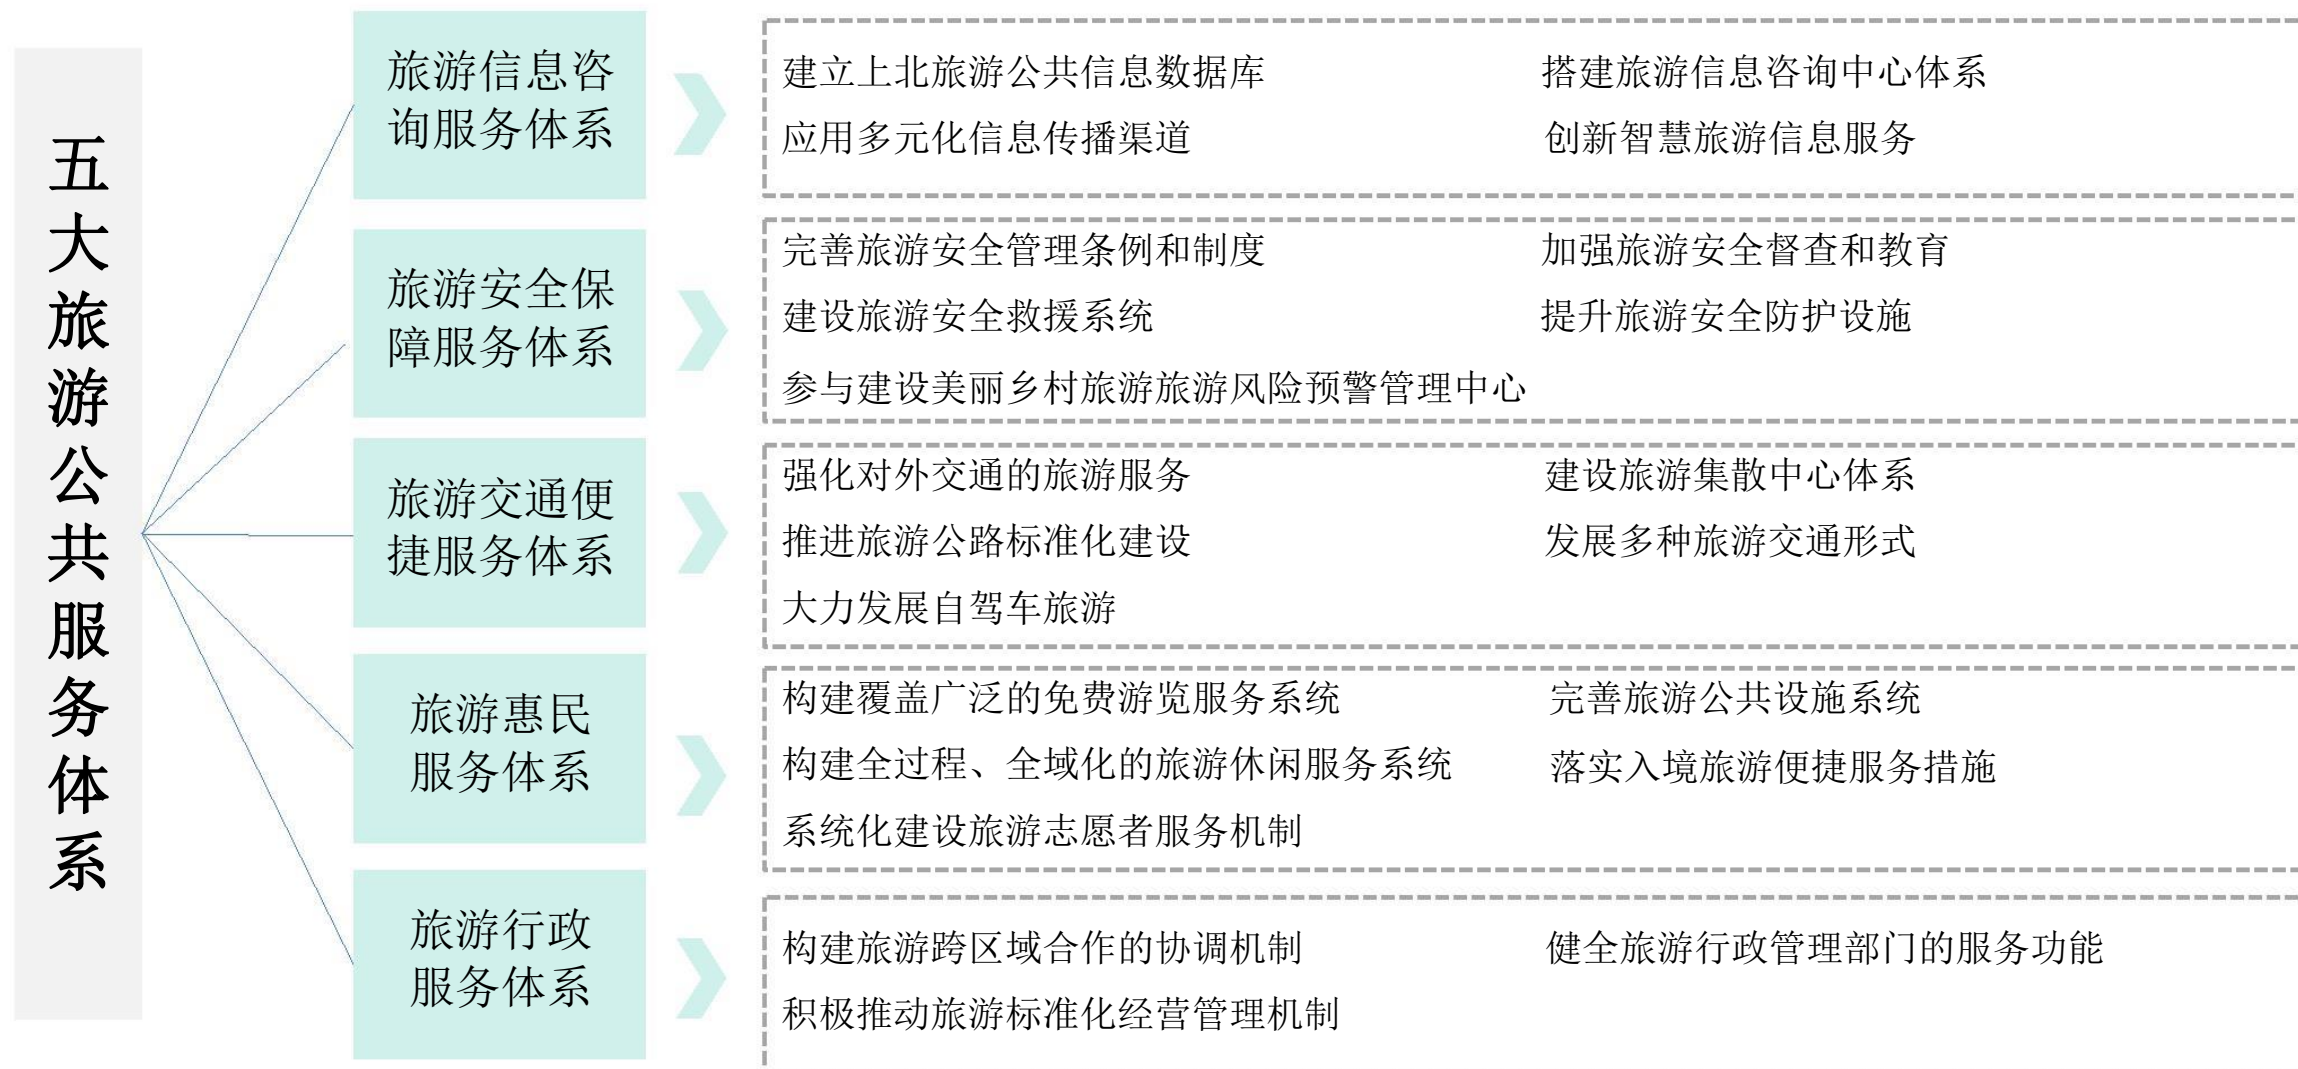 五大旅游公共服务体系
旅游信息咨
询服务体系
建立上北旅游公共信息数据库
搭建旅游信息咨询中心体系
应用多元化信息传播渠道
创新智慧旅游信息服务
旅游安全保
障服务体系
完善旅游安全管理条例和制度
加强旅游安全督查和教育
建设旅游安全救援系统
提升旅游安全防护设施
参与建设美丽乡村旅游旅游风险预警管理中心
旅游交通便
捷服务体系
强化对外交通的旅游服务
建设旅游集散中心体系
推进旅游公路标准化建设
发展多种旅游交通形式
大力发展自驾车旅游
旅游惠民
服务体系
构建覆盖广泛的免费游览服务系统
完善旅游公共设施系统
构建全过程、全域化的旅游休闲服务系统
落实入境旅游便捷服务措施
系统化建设旅游志愿者服务机制
旅游行政
服务体系
构建旅游跨区域合作的协调机制
健全旅游行政管理部门的服务功能
积极推动旅游标准化经营管理机制